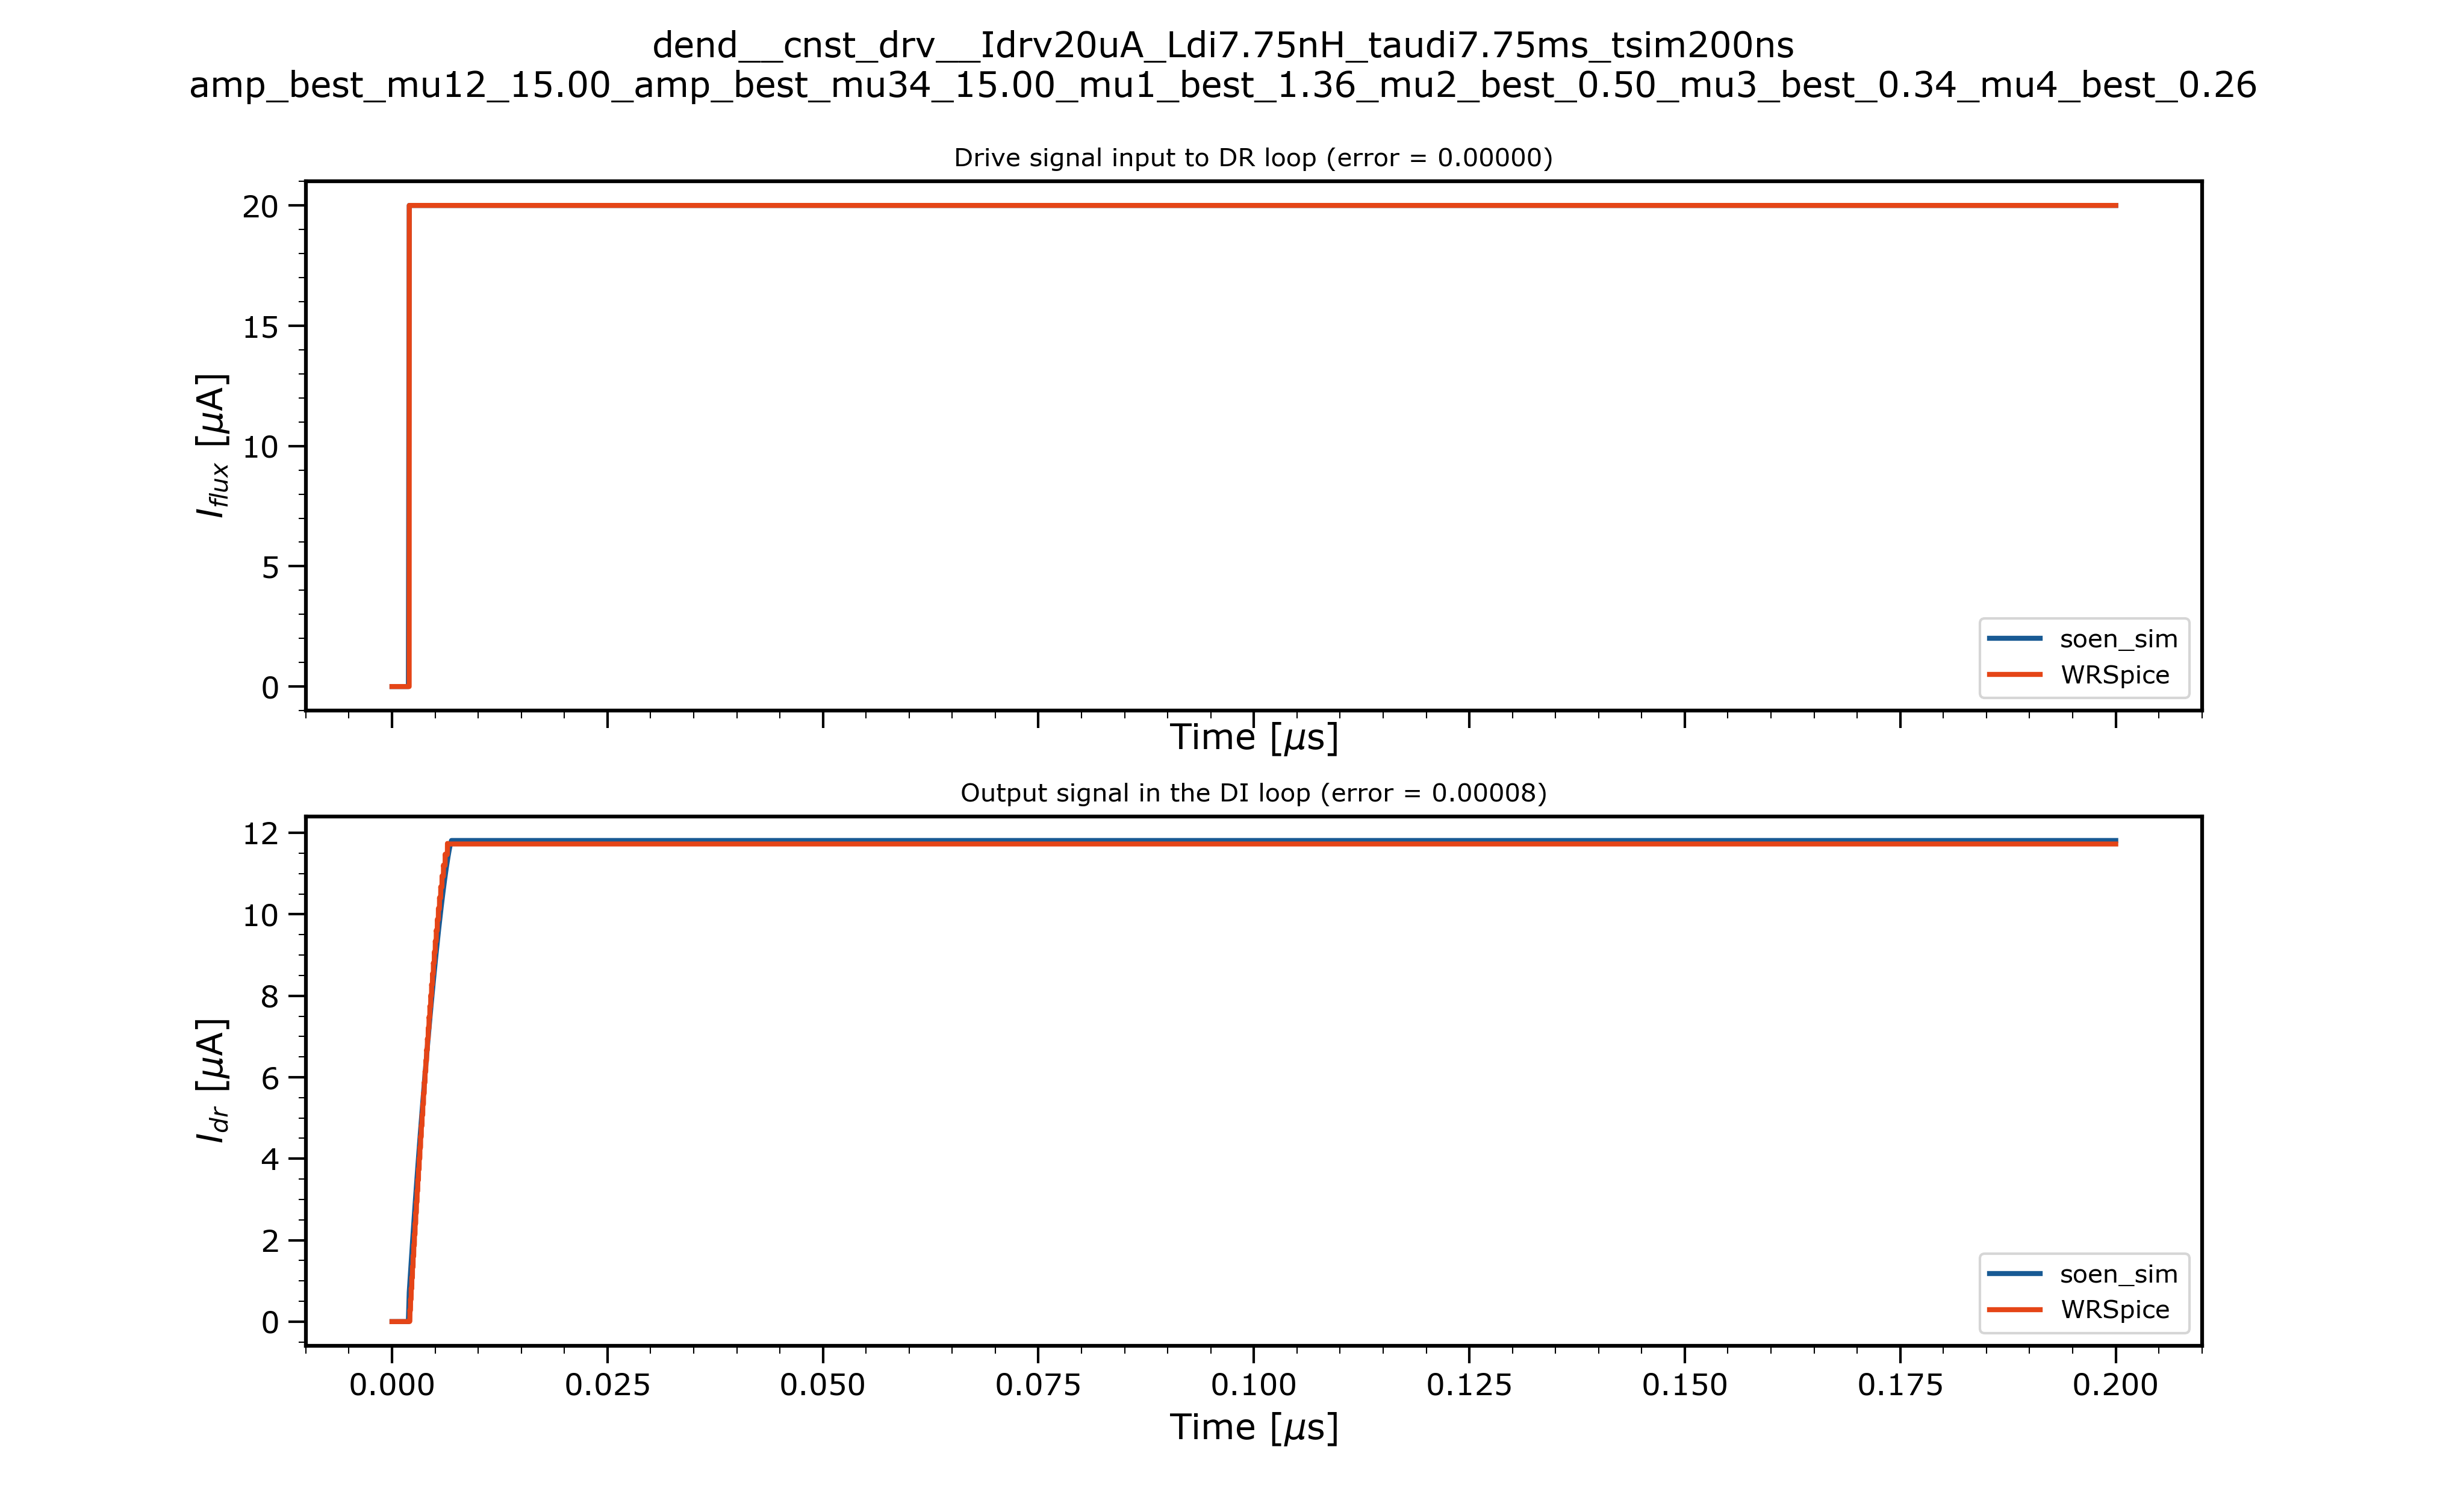 dend__cnst_drv__Idrv20uA_Ldi7.75nH_taudi7.75ms_tsim200ns
amp_best_mu12_15.00_amp_best_mu34_15.00_mu1_best_1.36_mu2_best_0.50_mu3_best_0.34_mu4_best_0.26
Drive signal input to DR loop (error = 0.00000)
20
15
10
5
0
I_flux [μA]
soen_sim
WRSpice
Time [μs]
Output signal in the DI loop (error = 0.00008)
12
10
8
6
4
2
0
I_dr [μA]
soen_sim
WRSpice
0.000 0.025 0.050 0.075 0.100 0.125 0.150 0.175 0.200
Time [μs]